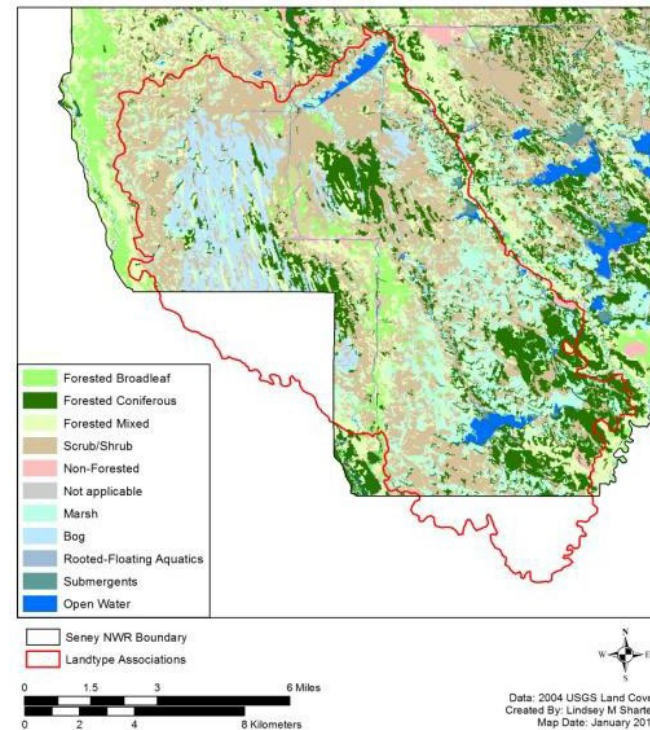 Forested Broadleaf
Forested Coniferous
Forested Mixed
Scrub/Shrub
Non-Forested
Not applicable
Marsh
Bog
Rooted-Floating Aquatics
Submergents
Open Water
Seney NWR Boundary
Landtype Associations
0 1.5 3 6 Miles
0 2 4 8 Kilometers
N
W E
S
Data: 2004 USGS Land Cove
Created By: Lindsey M Sharte
Map Date: January 201